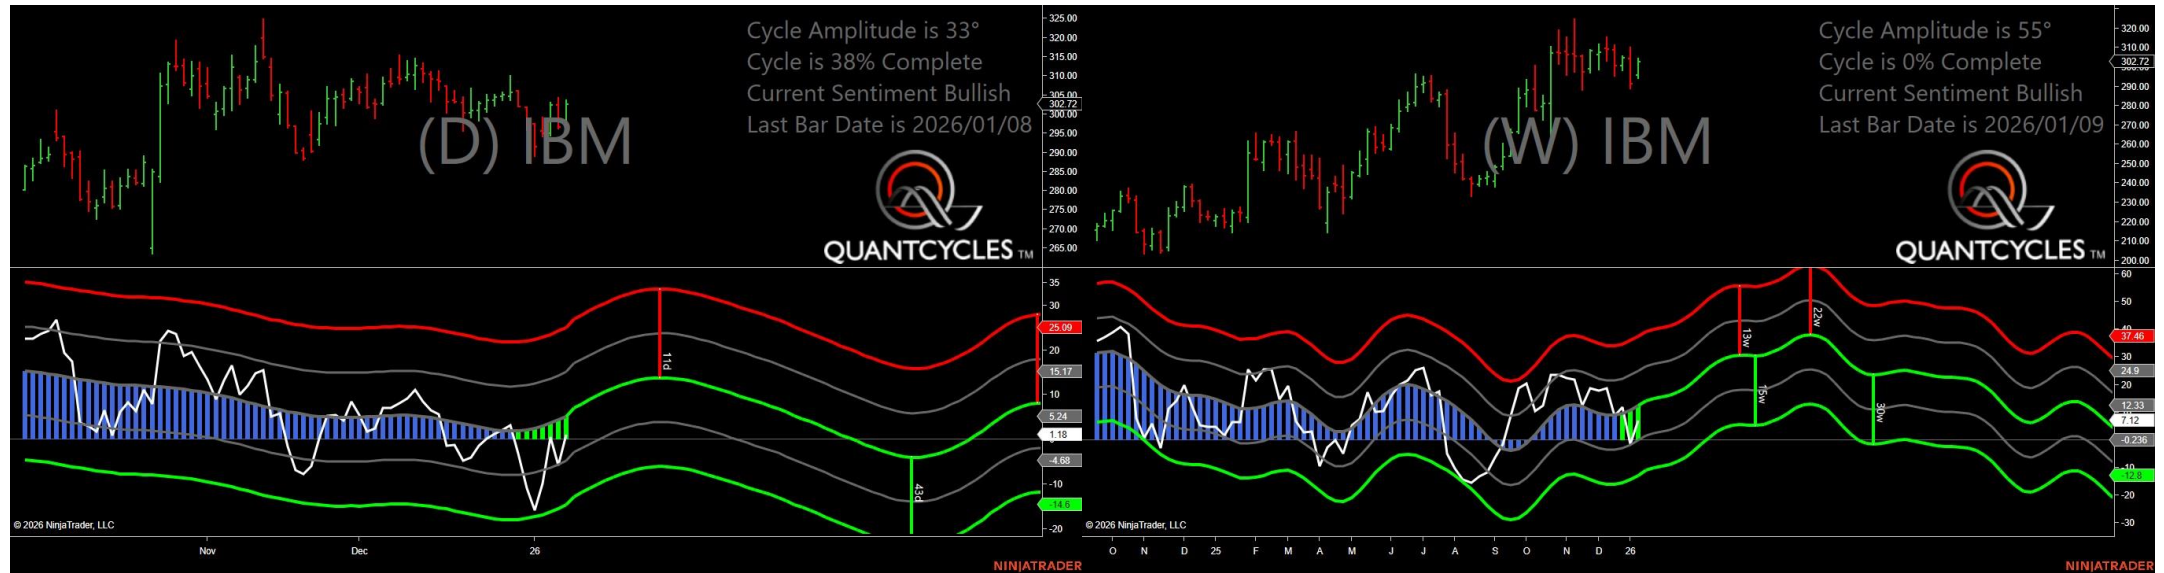 Cycle Amplitude is 33°
Cycle is 38% Complete
Current Sentiment Bullish
Last Bar Date is 2026/01/08
(D) IBM
QUANTCYCLES TM
325.00
320.00
315.00
310.00
305.00
302.72
300.00
295.00
290.00
285.00
280.00
275.00
270.00
265.00
35
30
25.09
20
15.17
10
5.24
1.18
-4.68
-10
-14.6
-20
11d
43d
© 2026 NinjaTrader, LLC
Nov
Dec
26
NINJATRADER
Cycle Amplitude is 55°
Cycle is 0% Complete
Current Sentiment Bullish
Last Bar Date is 2026/01/09
(W) IBM
QUANTCYCLES TM
320.00
310.00
302.72
290.00
280.00
270.00
260.00
250.00
240.00
230.00
220.00
210.00
200.00
60
50
37.46
30
24.9
20
12.33
7.12
-0.236
-10
-12.8
-20
-30
13w
22w
15w
30w
© 2026 NinjaTrader, LLC
O N D 25 F M A M J J A S O N D 26
NINJATRADER